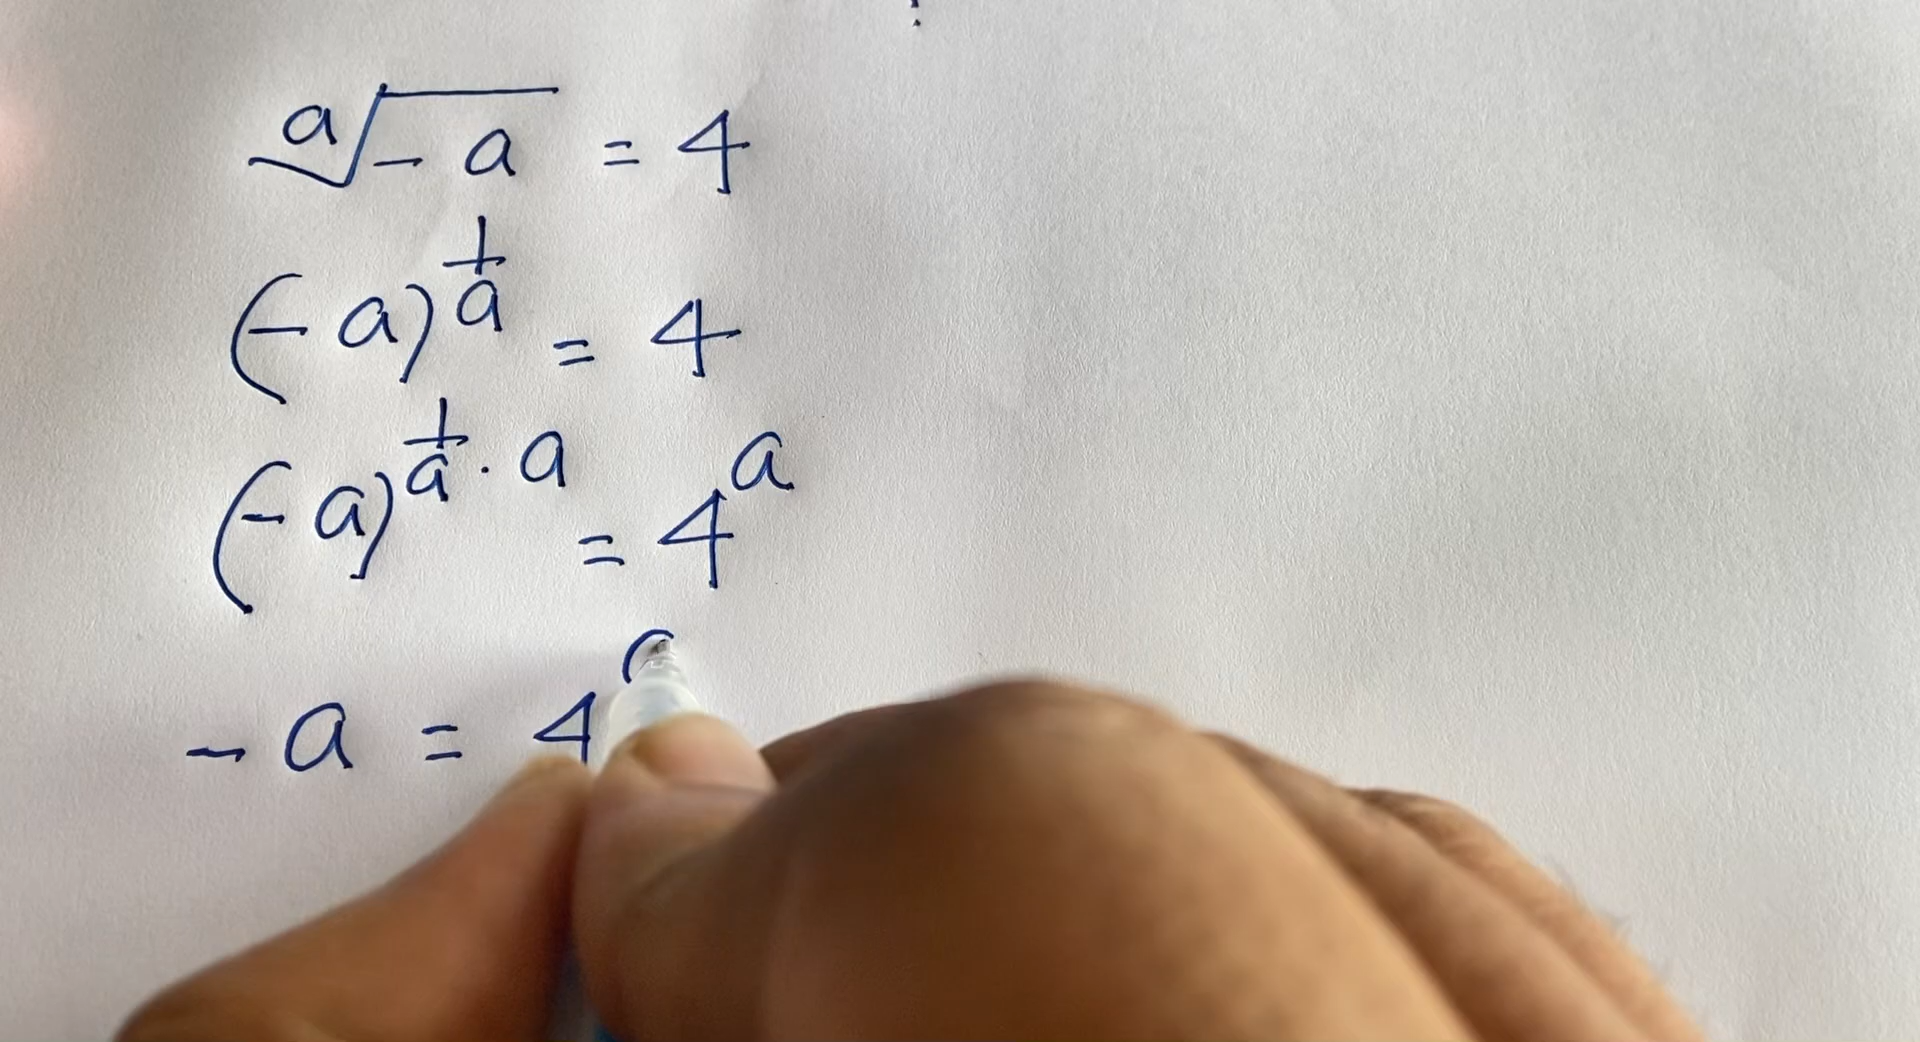 ᵃ√-a = 4
(-a)^(1/a) = 4
(-a)^(1/a · a) = 4^a
-a = 4